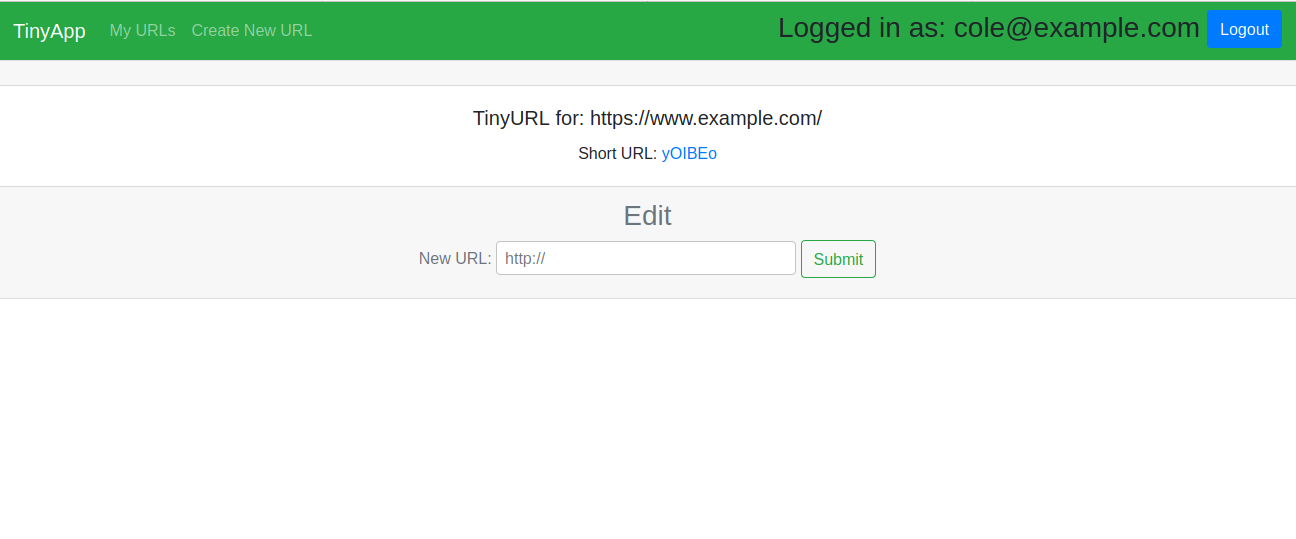 TinyApp My URLs Create New URL Logged in as: cole@example.com Logout
TinyURL for: https://www.example.com/
Short URL: yOIBEo
Edit
New URL: http:// Submit